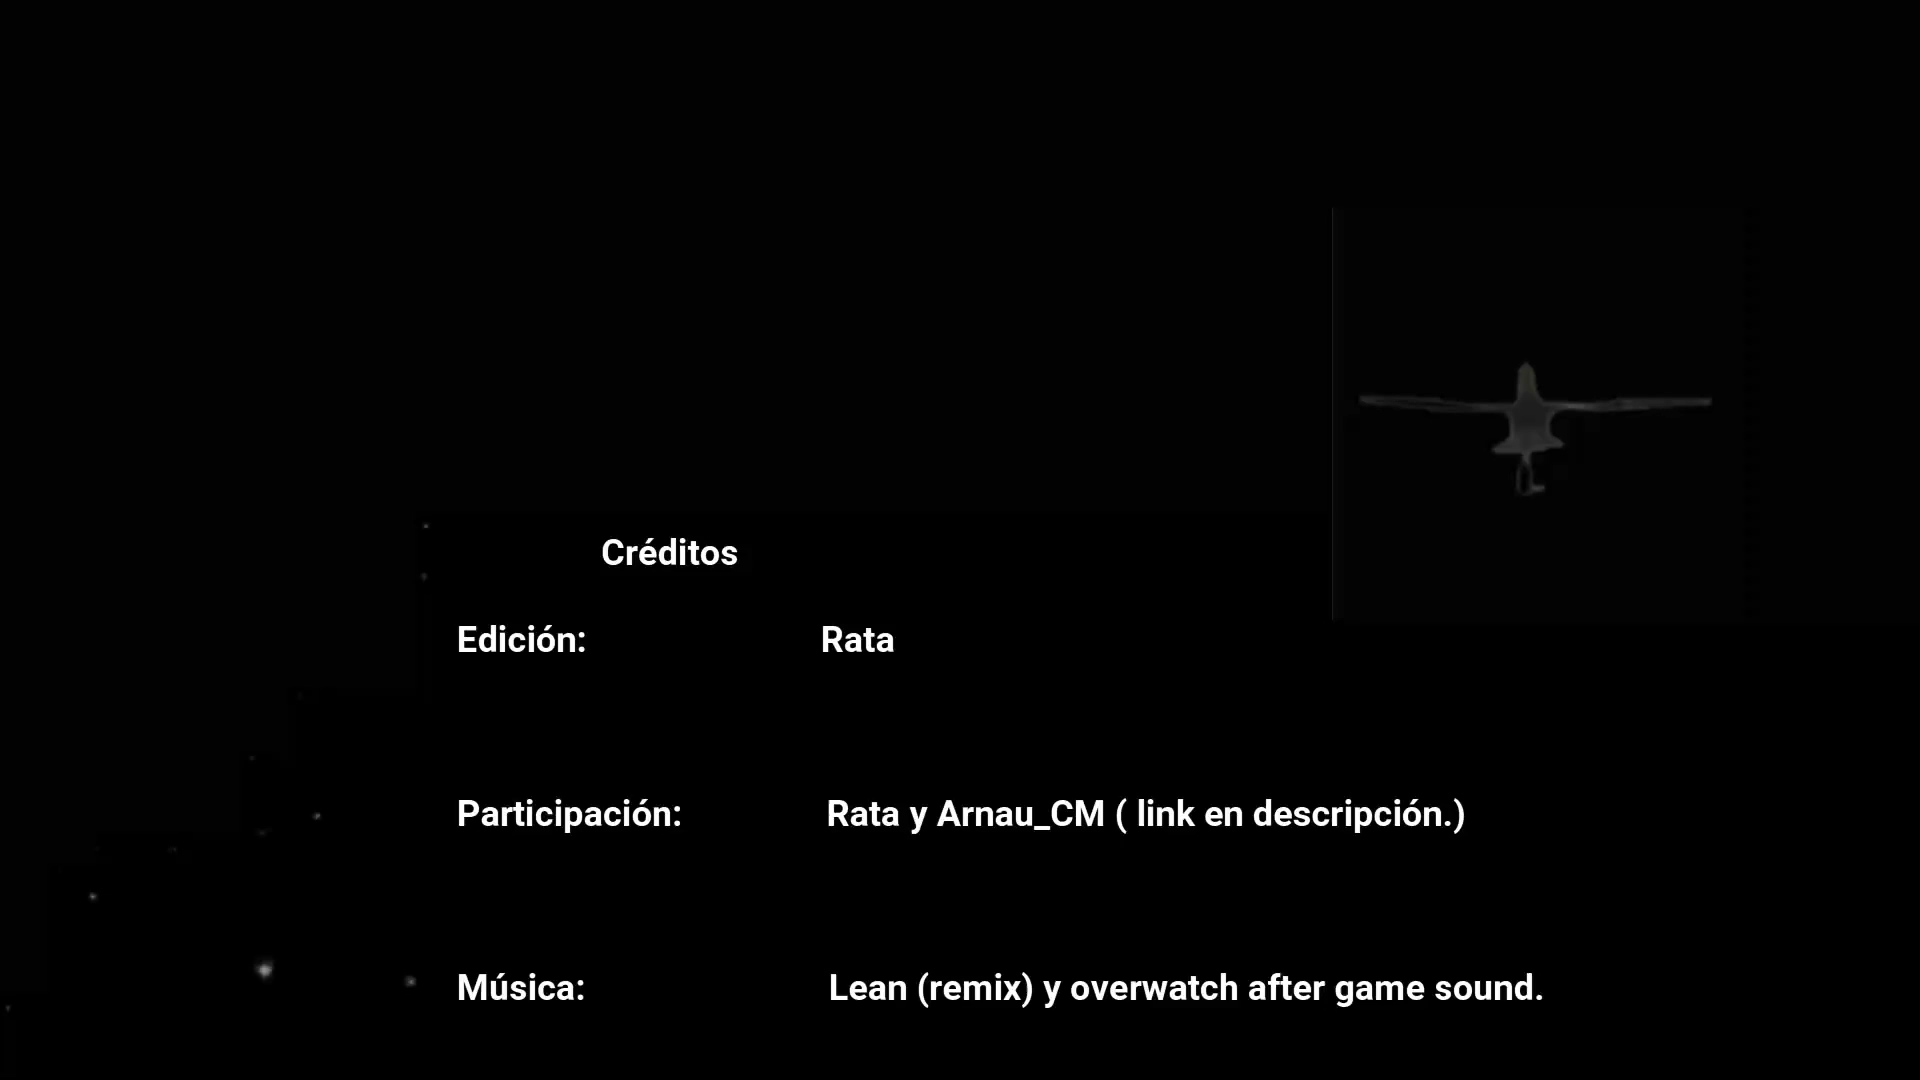 Créditos
Edición: Rata
Participación: Rata y Arnau_CM ( link en descripción.)
Música: Lean (remix) y overwatch after game sound.